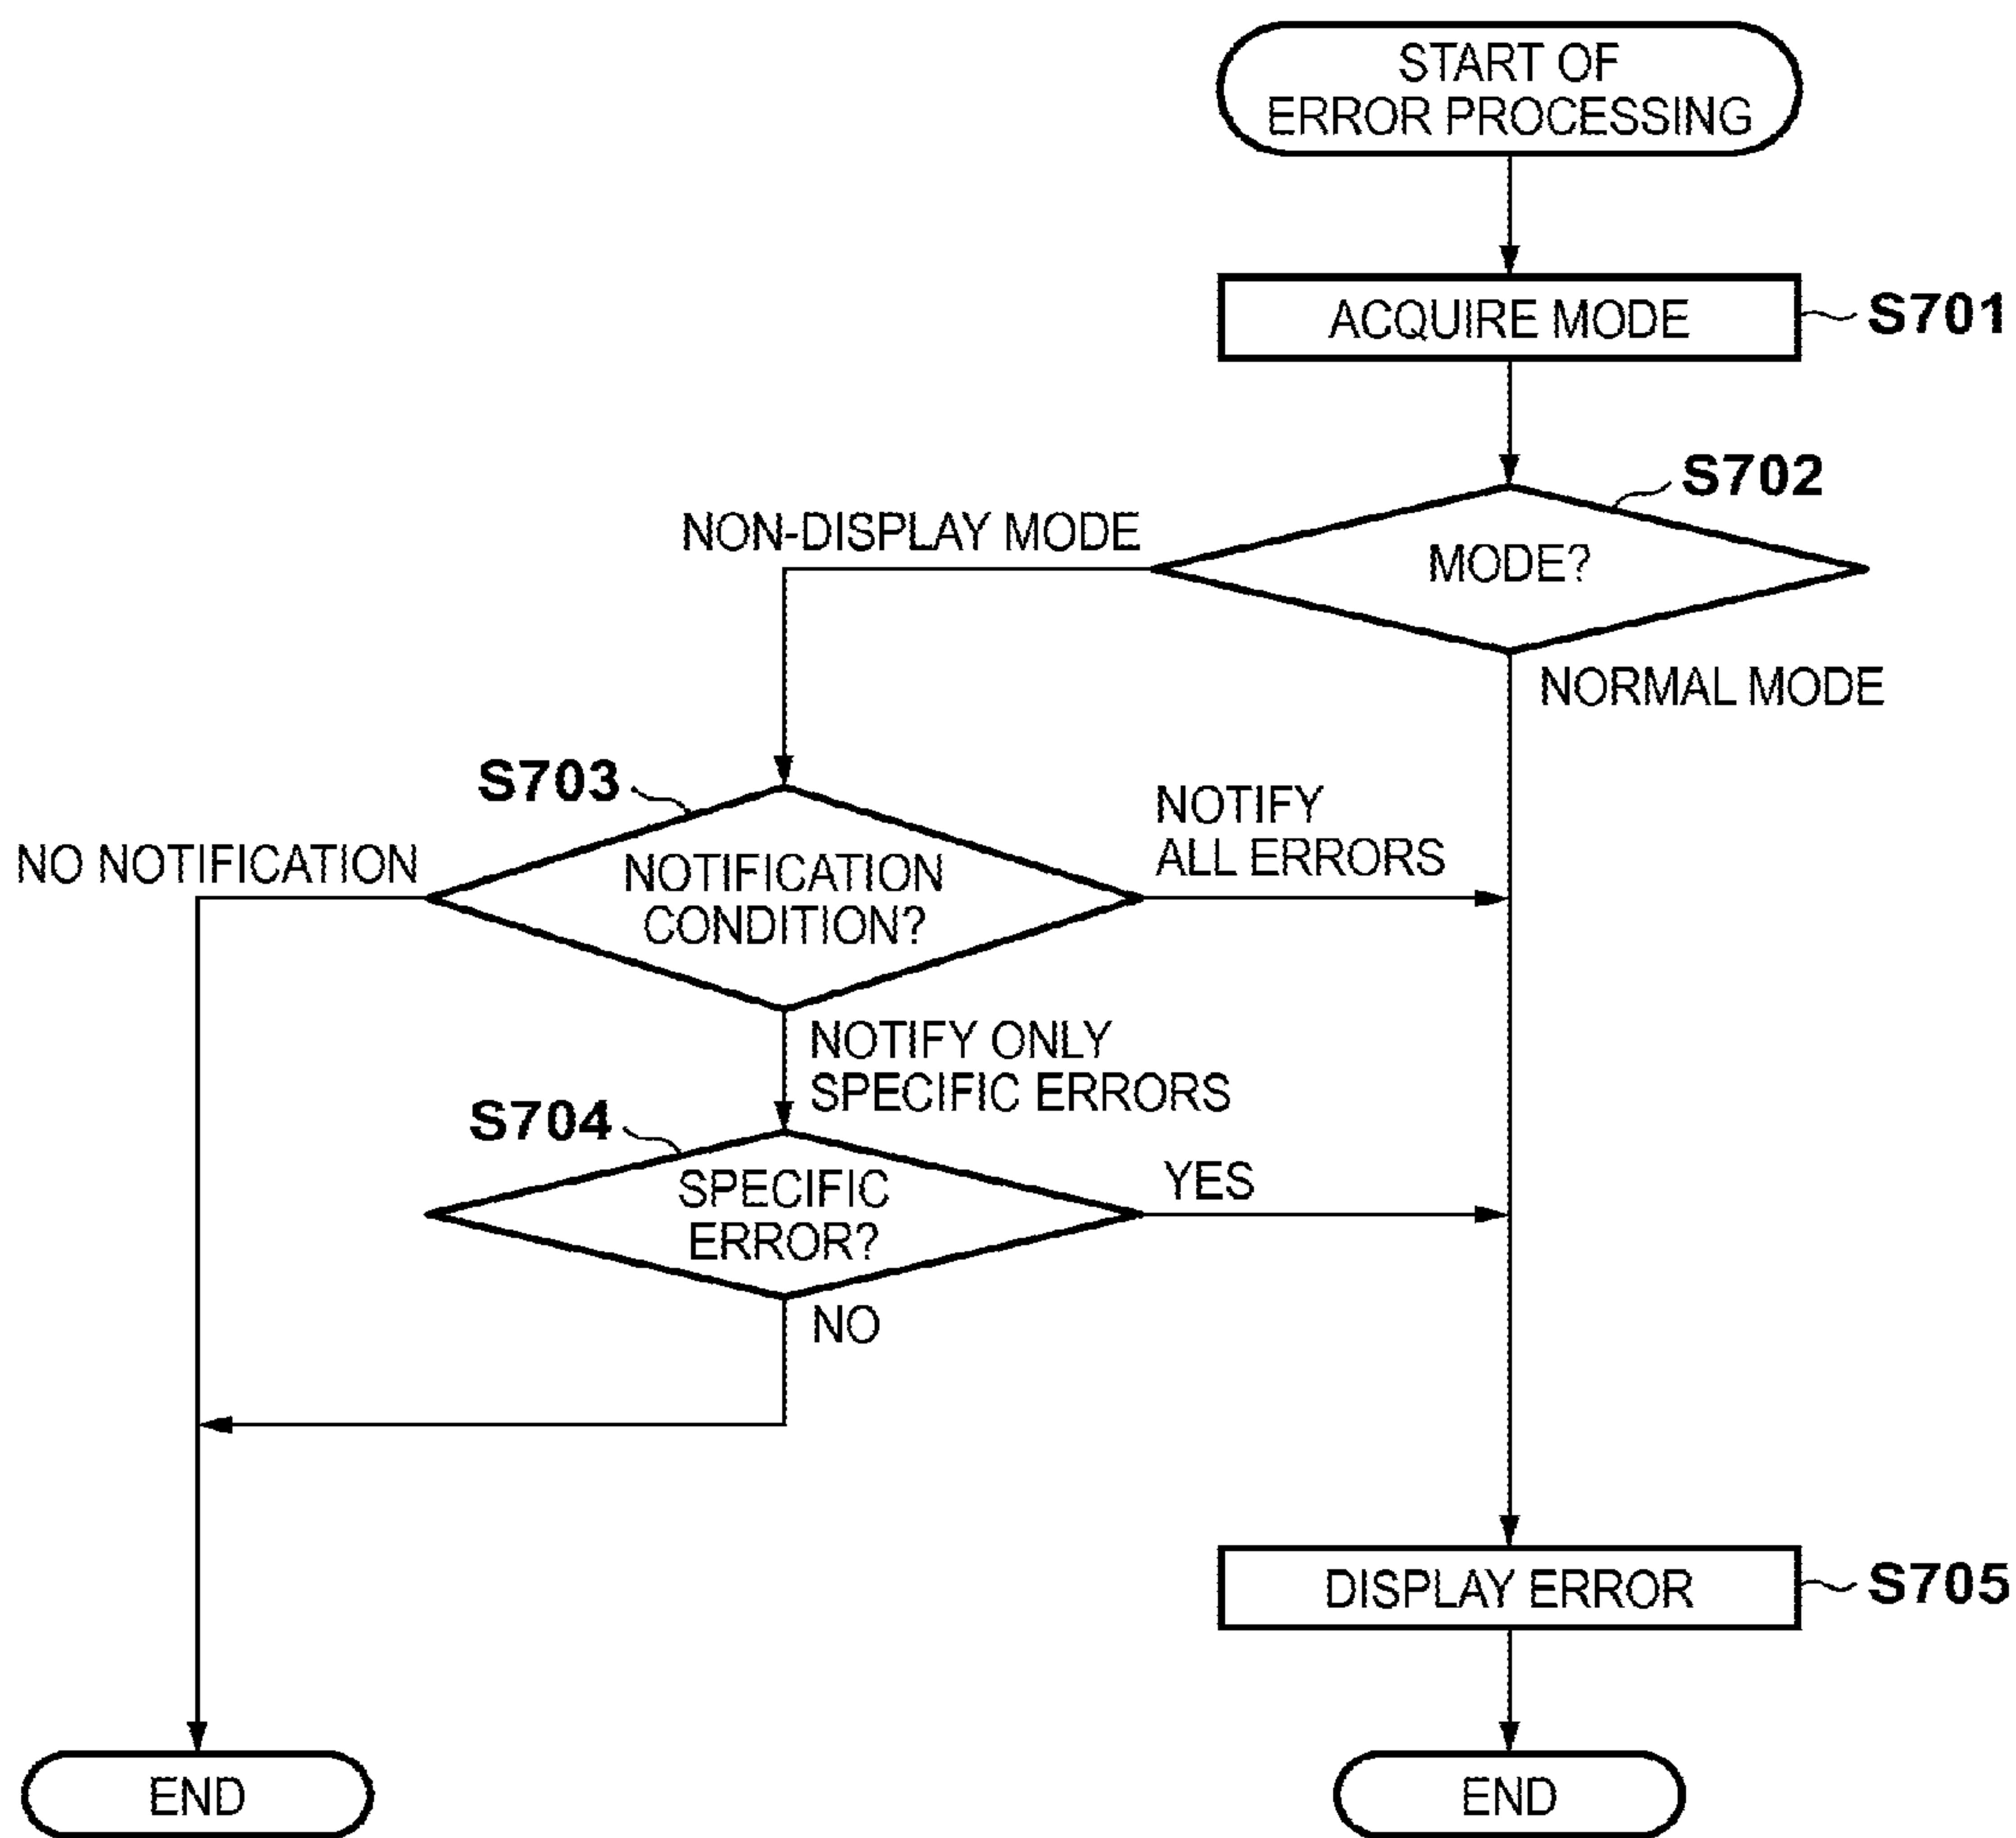 START OF
ERROR PROCESSING
ACQUIRE MODE
S701
S702
NON-DISPLAY MODE
MODE?
NORMAL MODE
S703
NOTIFY
ALL ERRORS
NO NOTIFICATION
NOTIFICATION
CONDITION?
NOTIFY ONLY
SPECIFIC ERRORS
S704
SPECIFIC
ERROR?
YES
NO
DISPLAY ERROR
S705
END
END